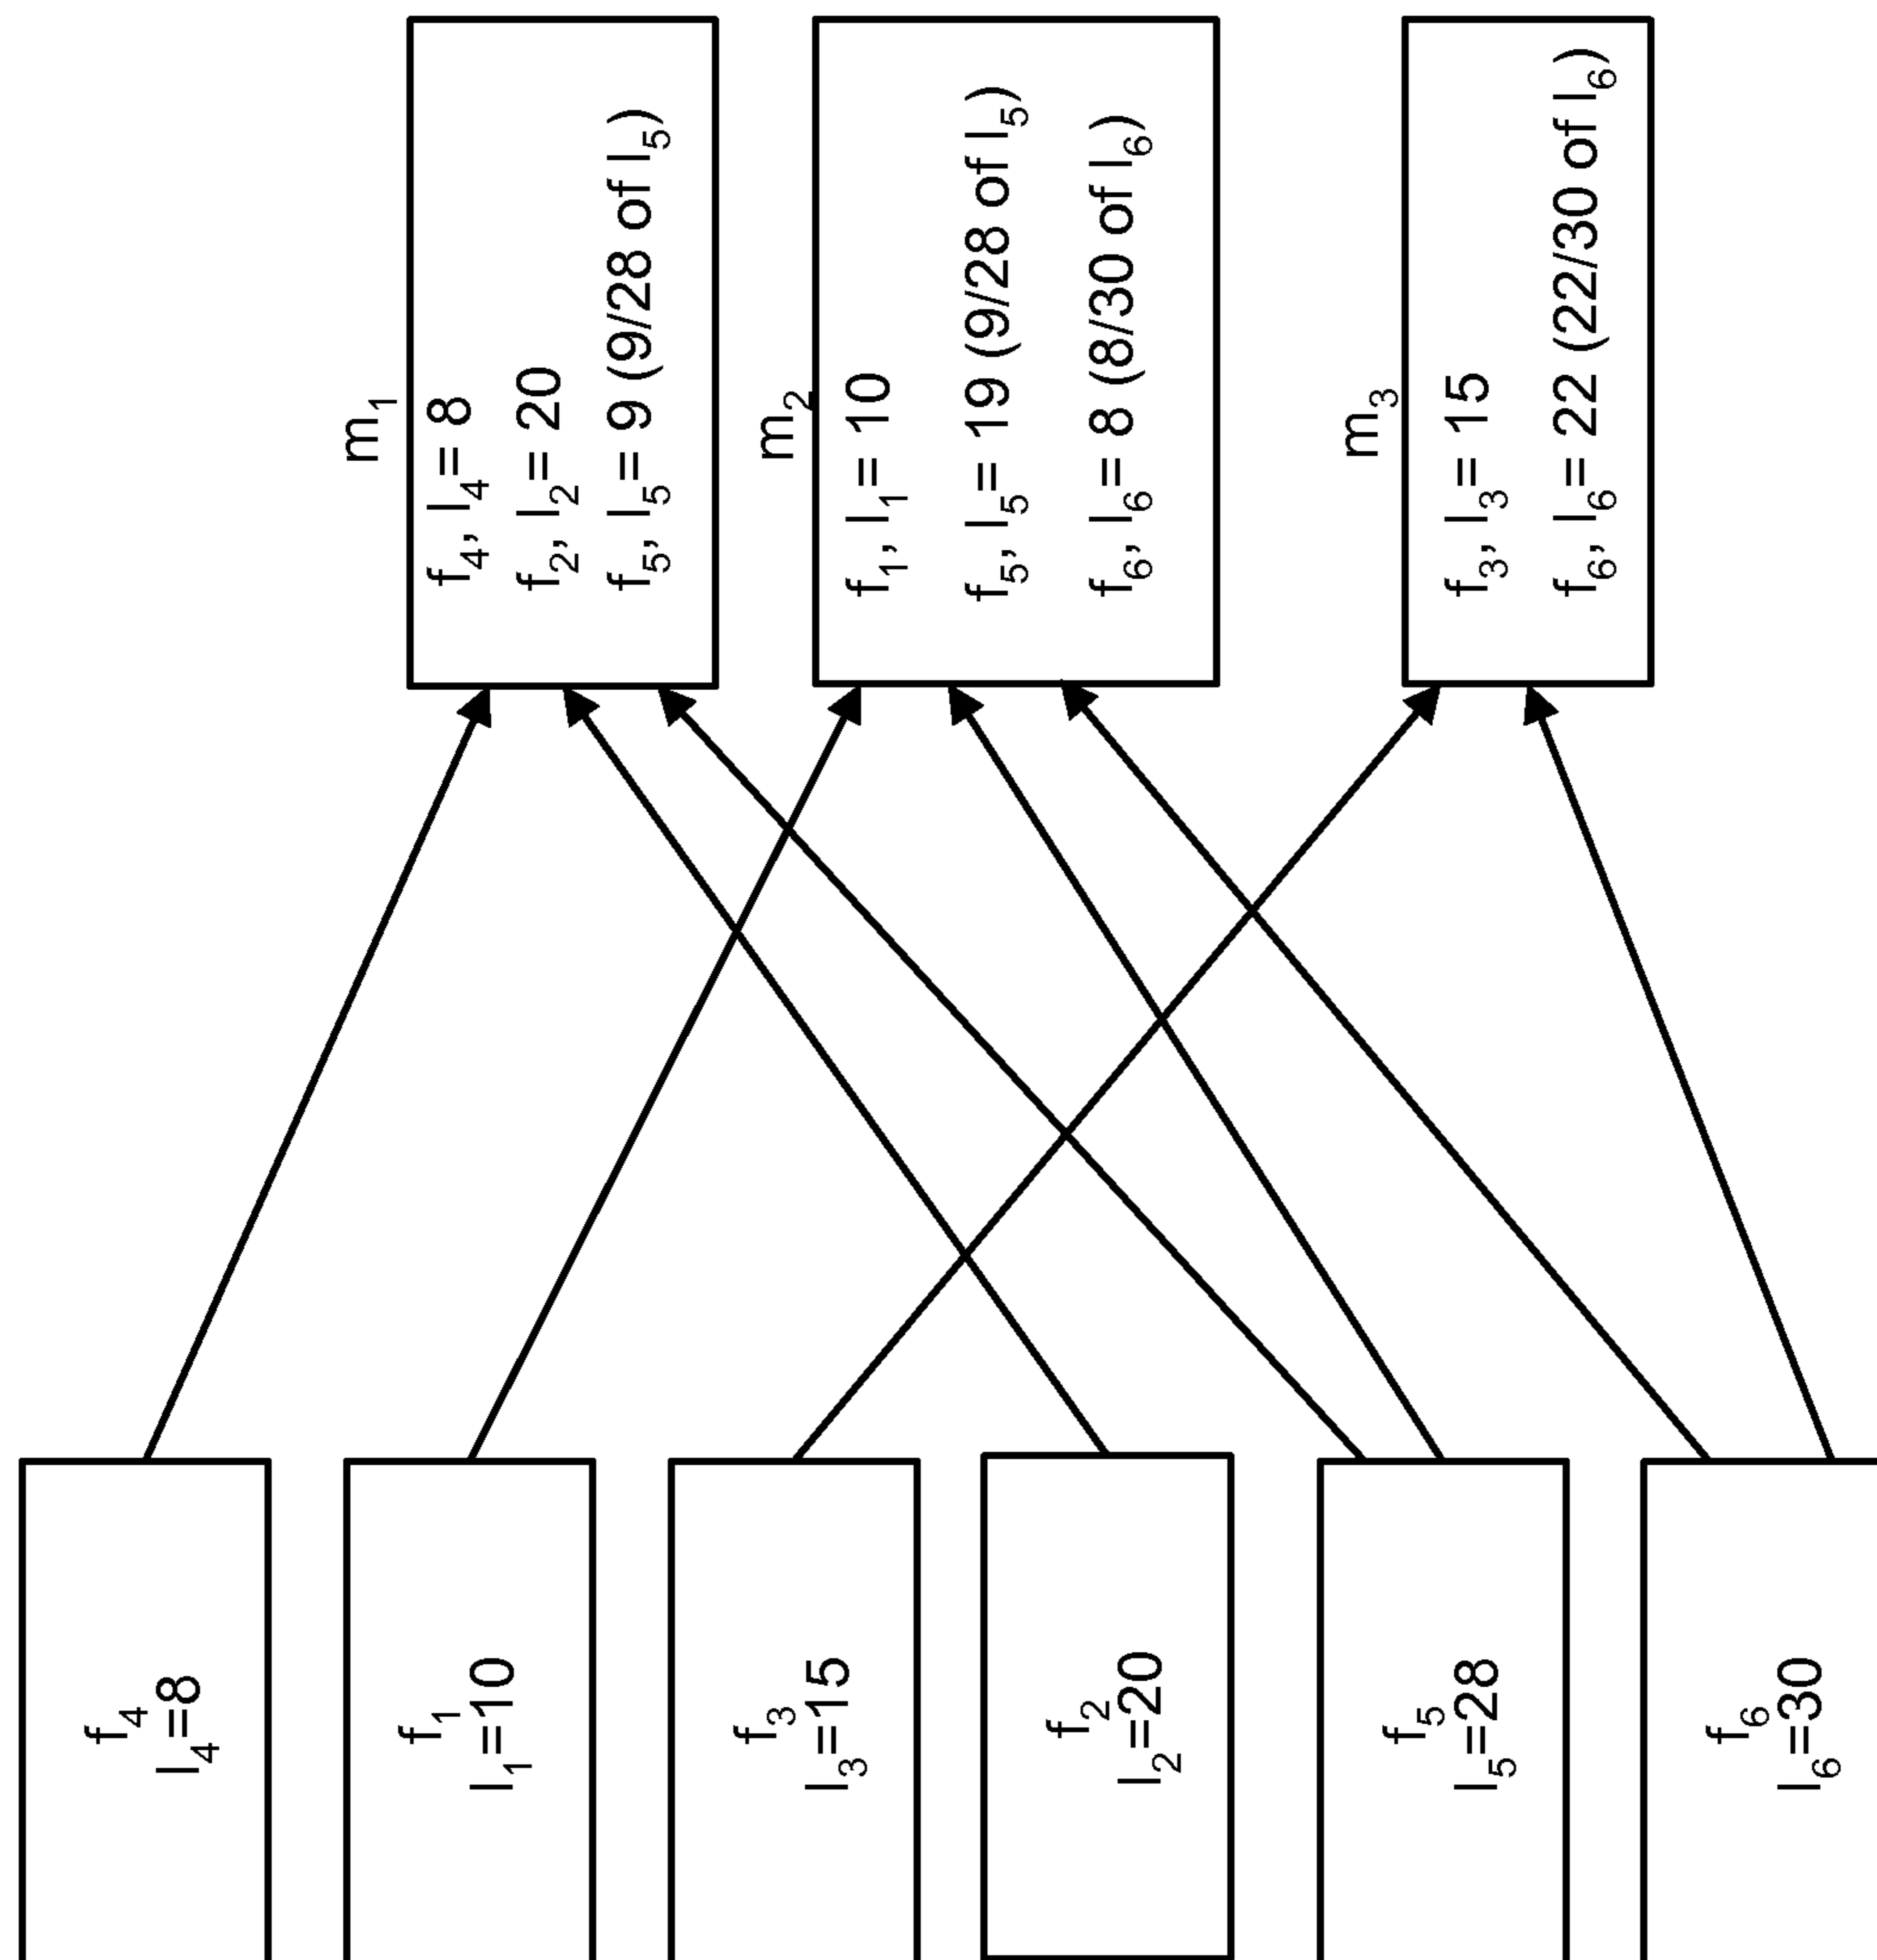 f4
l4=8
f1
l1=10
f3
l3=15
f2
l2=20
f5
l5=28
f6
l6=30
m1
f4, l4= 8
f2, l2= 20
f5, l5= 9 (9/28 of l5)
m2
f1, l1= 10
f5, l5= 19 (9/28 of l5)
f6, l6= 8 (8/30 of l6)
m3
f3, l3= 15
f6, l6= 22 (22/30 of l6)